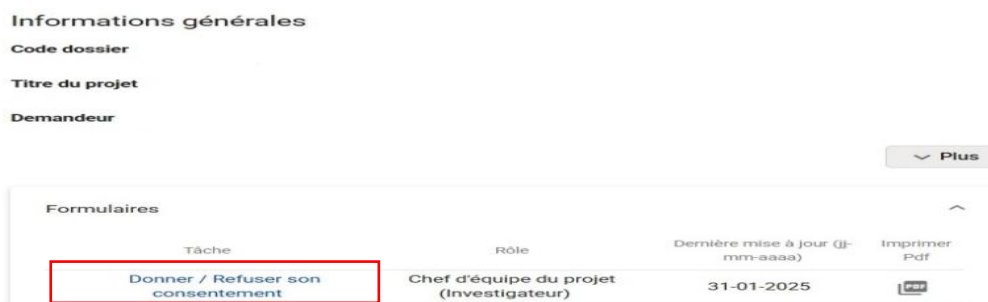 Informations générales
Code dossier
Titre du projet
Demandeur
Plus
Formulaires
Tâche Rôle Dernière mise à jour (jj-mm-aaaa) Imprimer Pdf
Donner / Refuser son consentement Chef d'équipe du projet (Investigateur) 31-01-2025 PDF